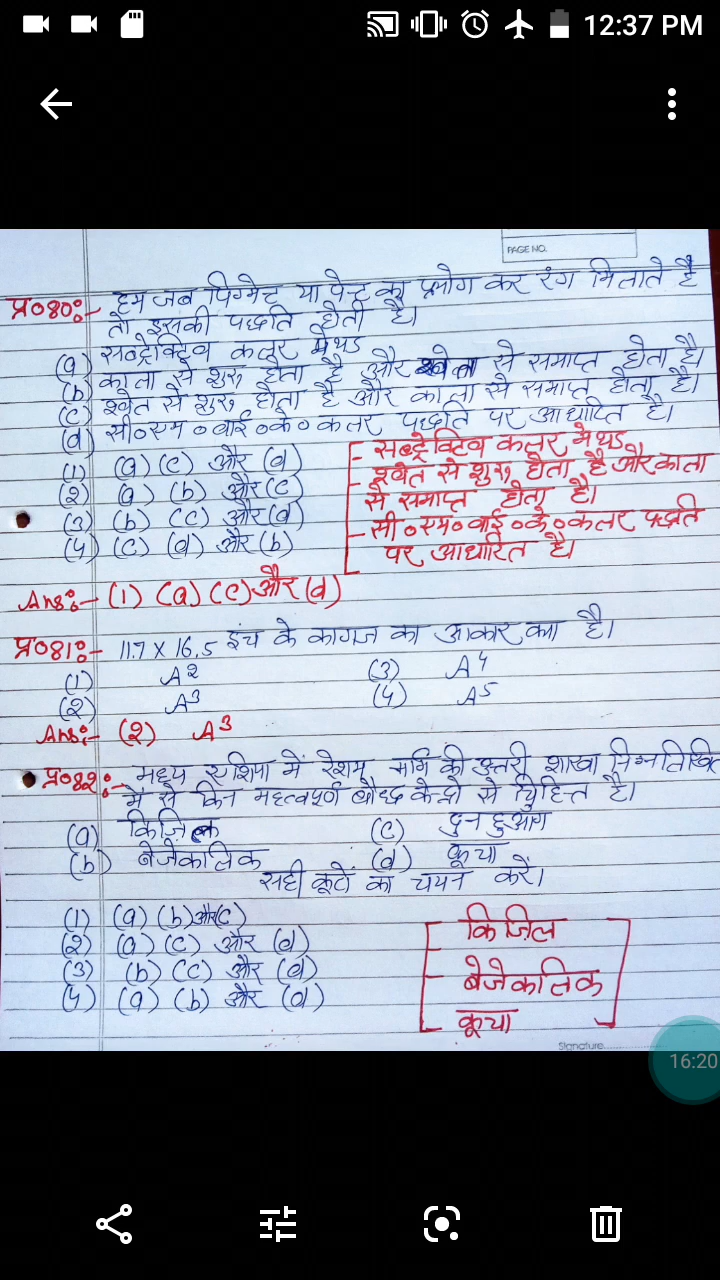 12:37 PM
PAGE NO.
प्र०80:- हम जब पिग्मेंट या पेन्ट का प्रयोग कर रंग मिलाते है
तो इसकी पद्धति होती है।
(a) सब्ट्रेक्टिव कलर मेथड
(b) काला से शुरू होता है और श्वेत से समाप्त होता है।
(c) श्वेत से शुरू होता है और काला से समाप्त होता है।
(d) सी०एम०वाई०के० कलर पद्धति पर आधारित है।
(1) (a) (c) और (d)
(2) (a) (b) और (c)
(3) (b) (c) और (d)
(4) (c) (d) और (b)
- सब्ट्रेक्टिव कलर मेथड
- श्वेत से शुरू होता है और काला
से समाप्त होता है।
- सी०एम०वाई०के० कलर पद्धति
पर आधारित है।
Ans:- (1) (a) (c) और (d)
प्र०81:- 11.7 X 16.5 इंच के कागज का आकार क्या है।
(1) A2 (3) A4
(2) A3 (4) A5
Ans:- (2) A3
प्र०82:- मध्य एशिया में रेशम मार्ग की उत्तरी शाखा निम्नलिखित
में से किन महत्वपूर्ण बौद्ध केन्द्रो से चिह्नित है।
(a) किजिल (c) दुन हुआंग
(b) बेजेकलिक (d) कूचा
सही कूटो का चयन करें।
(1) (a) (b) और (c)
(2) (a) (c) और (d)
(3) (b) (c) और (d)
(4) (a) (b) और (d)
- किजिल
- बेजेकलिक
- कूचा
Signature
16:20